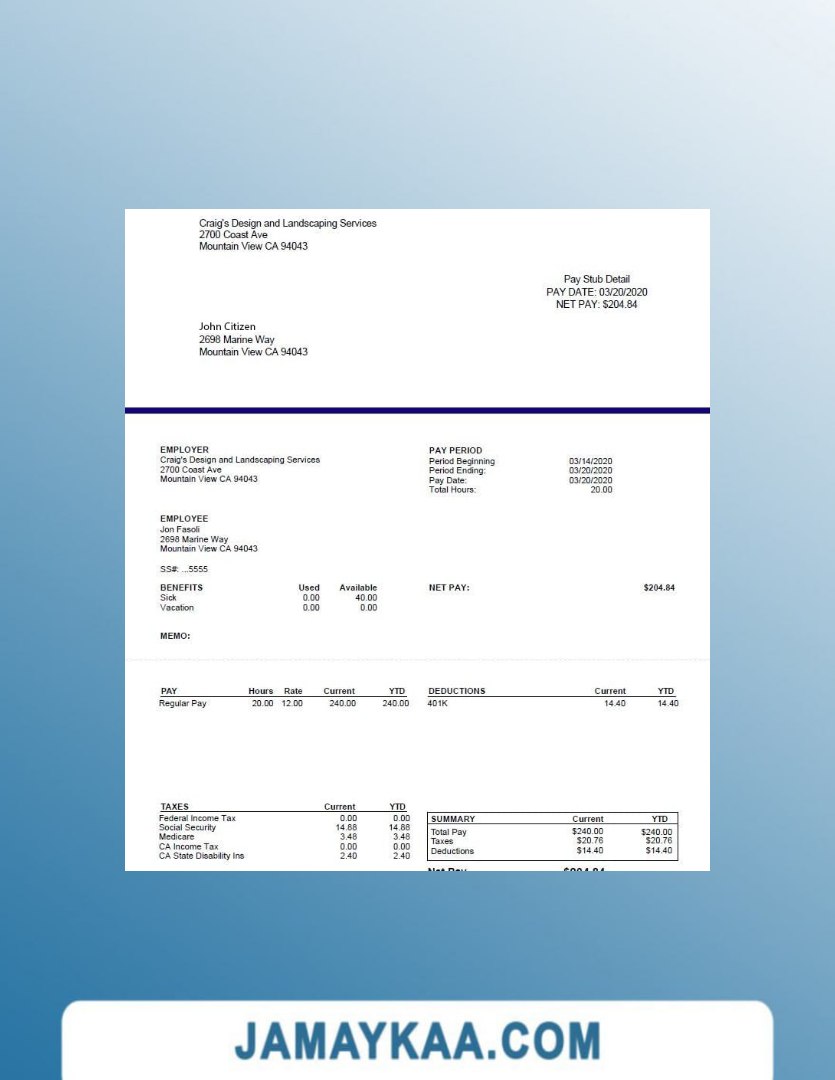 Craig's Design and Landscaping Services
2700 Coast Ave
Mountain View CA 94043
Pay Stub Detail
PAY DATE: 03/20/2020
NET PAY: $204.84
John Citizen
2698 Marine Way
Mountain View CA 94043
EMPLOYER
Craig's Design and Landscaping Services
2700 Coast Ave
Mountain View CA 94043
PAY PERIOD
Period Beginning 03/14/2020
Period Ending: 03/20/2020
Pay Date: 03/20/2020
Total Hours: 20.00
EMPLOYEE
Jon Fasoli
2698 Marine Way
Mountain View CA 94043
SS#: ...5555
BENEFITS Used Available
Sick 0.00 40.00
Vacation 0.00 0.00
NET PAY: $204.84
MEMO:
PAY Hours Rate Current YTD
Regular Pay 20.00 12.00 240.00 240.00
DEDUCTIONS Current YTD
401K 14.40 14.40
TAXES Current YTD
Federal Income Tax 0.00 0.00
Social Security 14.88 14.88
Medicare 3.48 3.48
CA Income Tax 0.00 0.00
CA State Disability Ins 2.40 2.40
SUMMARY Current YTD
Total Pay $240.00 $240.00
Taxes $20.76 $20.76
Deductions $14.40 $14.40
Net Pay $204.84
JAMAYKAA.COM